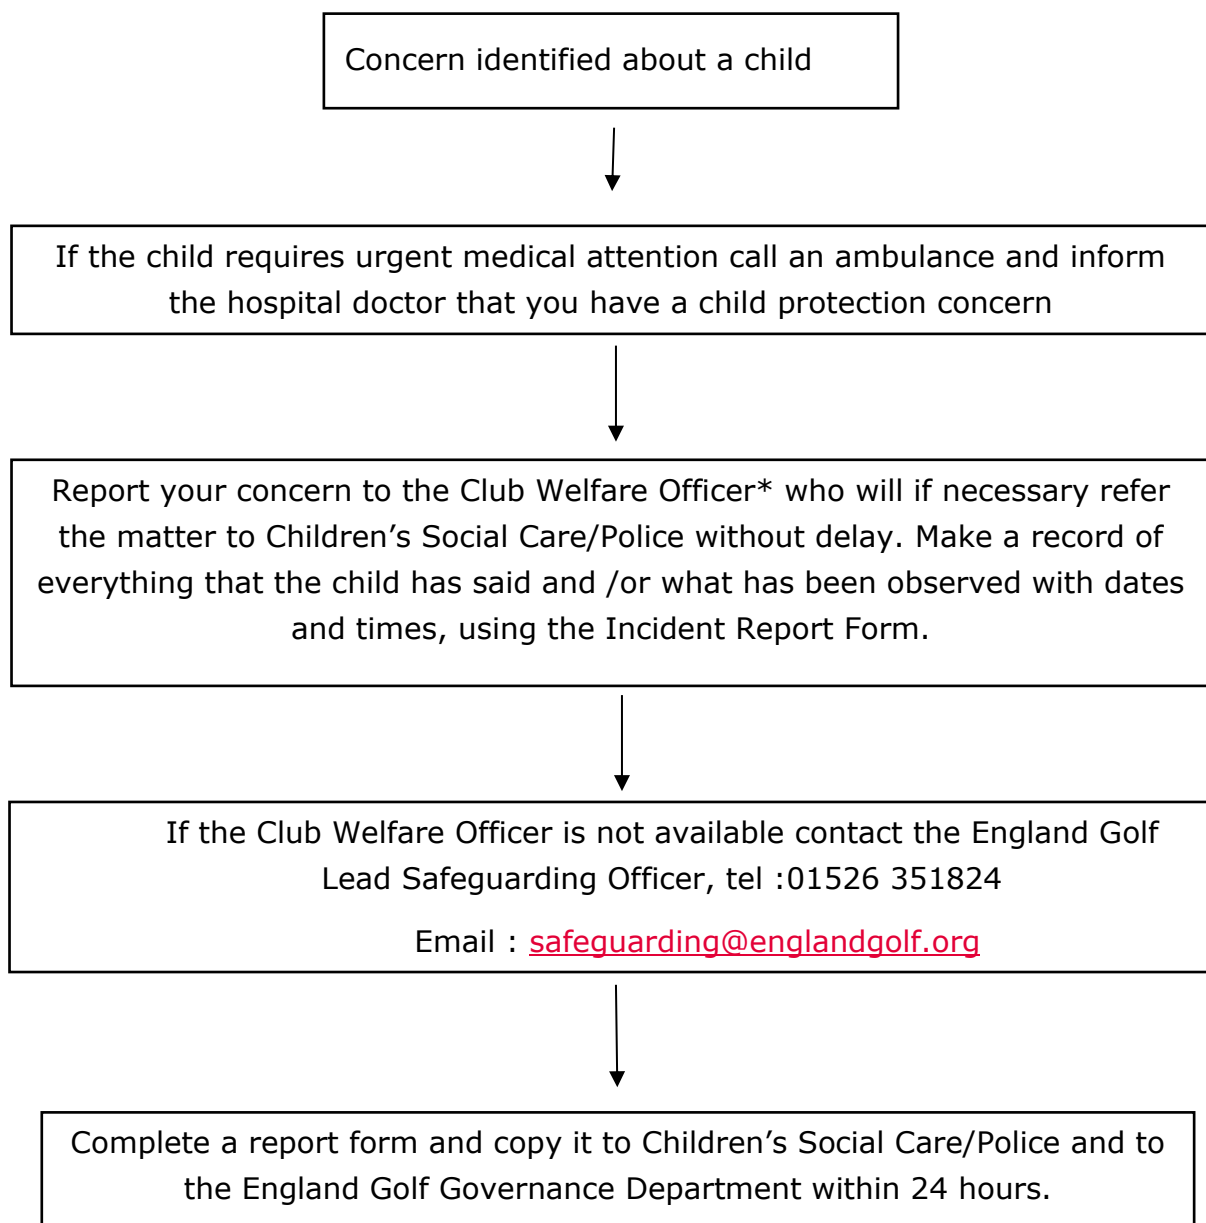 Concern identified about a child
If the child requires urgent medical attention call an ambulance and inform
the hospital doctor that you have a child protection concern
Report your concern to the Club Welfare Officer* who will if necessary refer
the matter to Children’s Social Care/Police without delay. Make a record of
everything that the child has said and /or what has been observed with dates
and times, using the Incident Report Form.
If the Club Welfare Officer is not available contact the England Golf
Lead Safeguarding Officer, tel :01526 351824
Email : safeguarding@englandgolf.org
Complete a report form and copy it to Children’s Social Care/Police and to
the England Golf Governance Department within 24 hours.